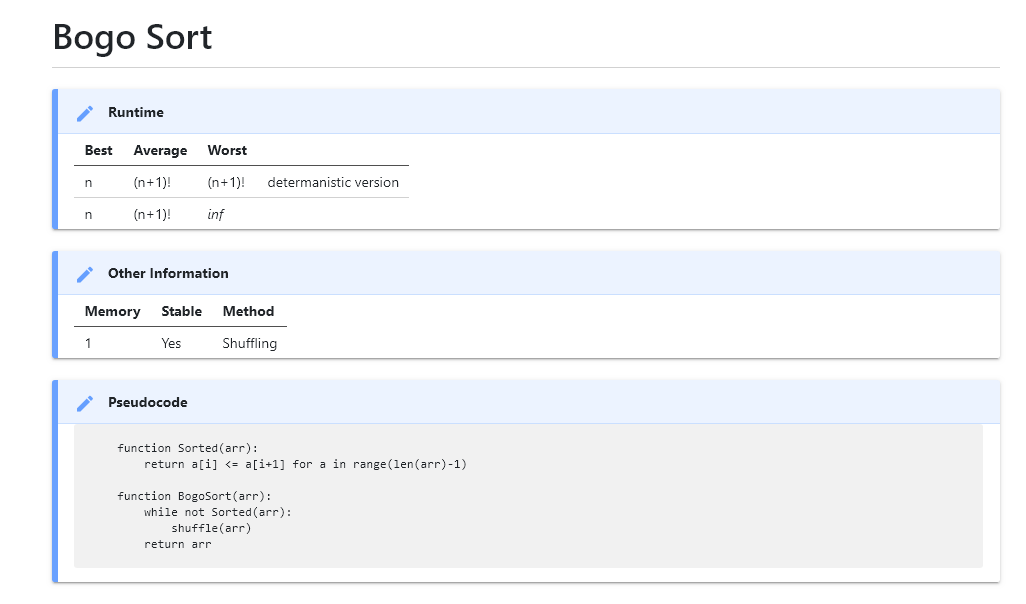 Bogo Sort
Runtime
Best Average Worst
n (n+1)! (n+1)! determanistic version
n (n+1)! inf
Other Information
Memory Stable Method
1 Yes Shuffling
Pseudocode
function Sorted(arr):
    return a[i] <= a[i+1] for a in range(len(arr)-1)
function BogoSort(arr):
    while not Sorted(arr):
        shuffle(arr)
    return arr